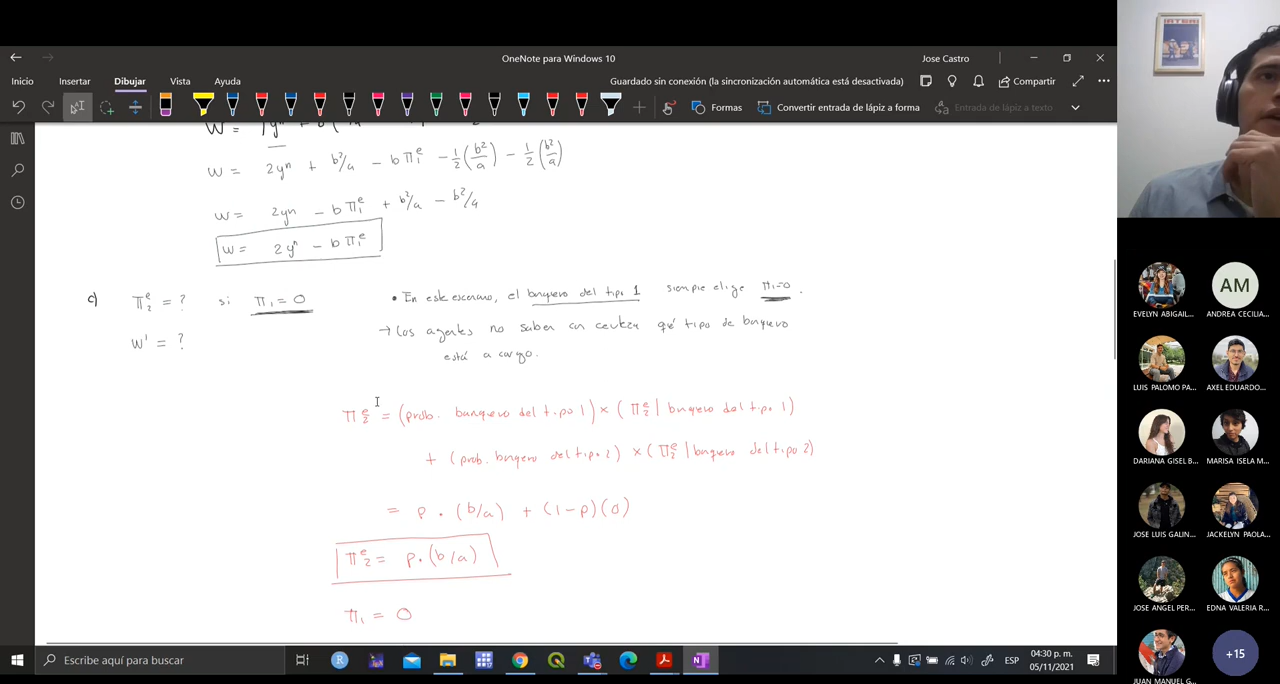 OneNote para Windows 10
Jose Castro
Inicio Insertar Dibujar Vista Ayuda
Guardado sin conexión (la sincronización automática está desactivada)
Compartir
Formas
Convertir entrada de lápiz a forma
Entrada de lápiz a texto
W = 2yⁿ + b²/a - bπ₁ᵉ - ½(b²/a) - ½(b²/a)
W = 2yⁿ - bπ₁ᵉ + b²/a - b²/a
W = 2yⁿ - bπ₁ᵉ
c) π₂ᵉ = ? si π₁ = 0
W' = ?
• En este escenario, el banquero del tipo 1 siempre elige π₁=0.
→ Los agentes no saben con certeza qué tipo de banquero
está a cargo.
π₂ᵉ = (prob. banquero del tipo 1) × (π₂ᵉ | banquero del tipo 1)
+ (prob. banquero del tipo 2) × (π₂ᵉ | banquero del tipo 2)
= p · (b/a) + (1-p)(0)
π₂ᵉ = p·(b/a)
π₁ = 0
EVELYN ABIGAIL...
AM
ANDREA CECILIA...
LUIS PALOMO PA...
AXEL EDUARDO...
DARIANA GISEL B...
MARISA ISELA M...
JOSE LUIS GALIN...
JACKELYN PAOLA...
JOSE ANGEL PER...
EDNA VALERIA R...
JUAN MANUEL G...
+15
Escribe aquí para buscar
ESP
04:30 p. m.
05/11/2021